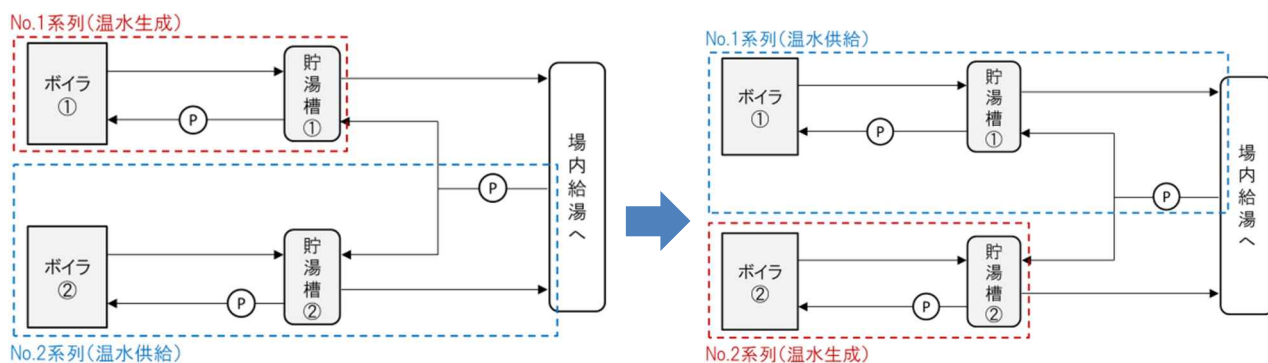 No.1系列(温水生成)
ボイラ
①
貯湯槽①
P
P
場内給湯へ
ボイラ
②
貯湯槽②
P
No.2系列(温水供給)
No.1系列(温水供給)
ボイラ
①
貯湯槽①
P
P
場内給湯へ
ボイラ
②
貯湯槽②
P
No.2系列(温水生成)